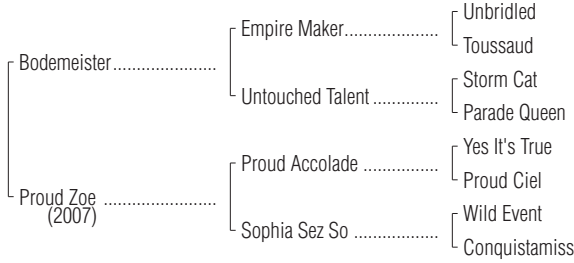 Unbridled
Empire Maker....................
Toussaud
Bodemeister......................
Storm Cat
Untouched Talent ..............
Parade Queen
Yes It's True
Proud Accolade ................
Proud Ciel
Proud Zoe ........................
(2007)
Wild Event
Sophia Sez So ..................
Conquistamiss